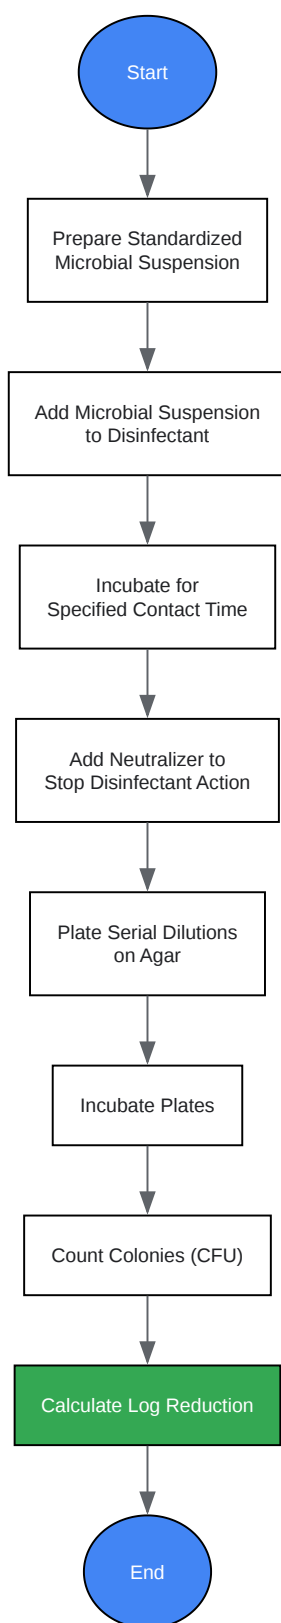 Start
Prepare Standardized
Microbial Suspension
Add Microbial Suspension
to Disinfectant
Incubate for
Specified Contact Time
Add Neutralizer to
Stop Disinfectant Action
Plate Serial Dilutions
on Agar
Incubate Plates
Count Colonies (CFU)
Calculate Log Reduction
End